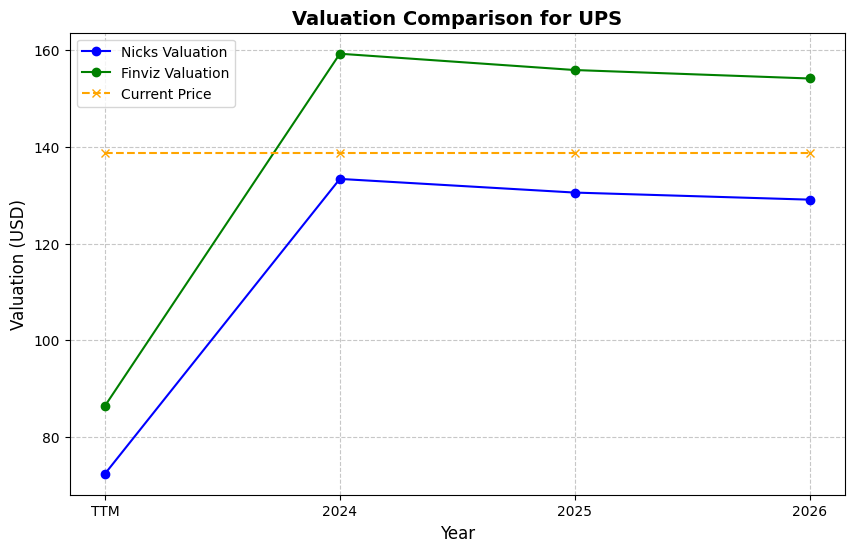 Valuation Comparison for UPS
Nicks Valuation
Finviz Valuation
Current Price
Valuation (USD)
160
140
120
100
80
TTM 2024 2025 2026
Year